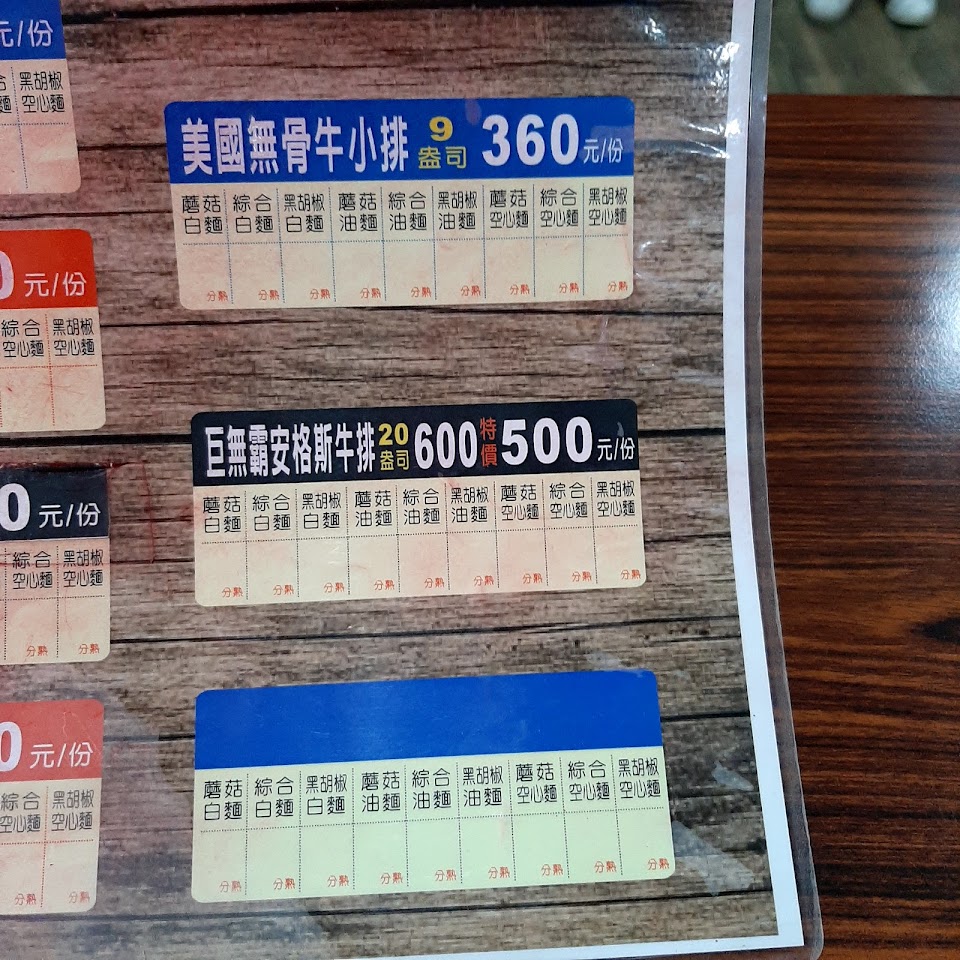 元/份
黑胡椒
空心麵
美國無骨牛小排 9盎司 360元/份
蘑菇 綜合 黑胡椒 蘑菇 綜合 黑胡椒 蘑菇 綜合 黑胡椒
白麵 白麵 白麵 油麵 油麵 油麵 空心麵 空心麵 空心麵
分熟 分熟 分熟 分熟 分熟 分熟 分熟 分熟 分熟
0元/份
綜合 黑胡椒
空心麵 空心麵
巨無霸安格斯牛排 20盎司 600 特價 500元/份
蘑菇 綜合 黑胡椒 蘑菇 綜合 黑胡椒 蘑菇 綜合 黑胡椒
白麵 白麵 白麵 油麵 油麵 油麵 空心麵 空心麵 空心麵
分熟 分熟 分熟 分熟 分熟 分熟 分熟 分熟 分熟
0元/份
綜合 黑胡椒
空心麵 空心麵
分熟 分熟
0元/份
綜合 黑胡椒
空心麵 空心麵
分熟 分熟
蘑菇 綜合 黑胡椒 蘑菇 綜合 黑胡椒 蘑菇 綜合 黑胡椒
白麵 白麵 白麵 油麵 油麵 油麵 空心麵 空心麵 空心麵
分熟 分熟 分熟 分熟 分熟 分熟 分熟 分熟 分熟